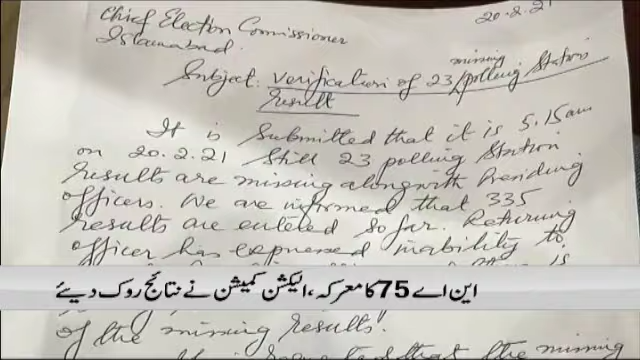 Chief Election Commissioner
20.2.21
Islamabad.
Subject: Verification of 23 missing polling Station
Result
It is Submitted that it is 5.15am
on 20.2.21 Still 23 polling Station
results are missing alongwith Presiding
officers. We are informed that 335
results are entered so far. Returning
officer has expressed inability to
is
این اے 75 کا معرکہ، الیکشن کمیشن نے نتائج روک دیئے
of the missing results".
that the missing